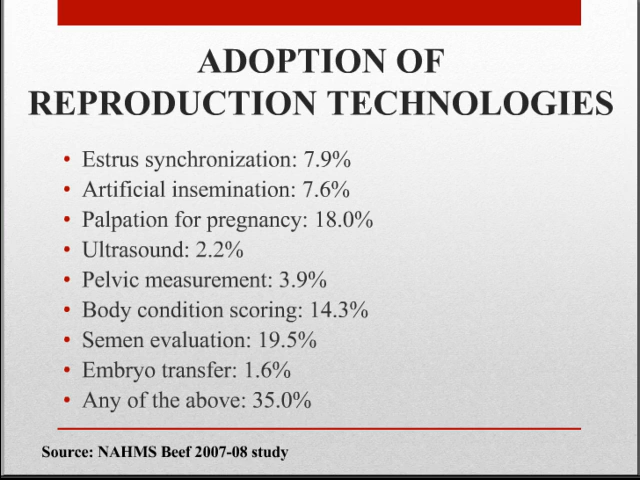 ADOPTION OF
REPRODUCTION TECHNOLOGIES
• Estrus synchronization: 7.9%
• Artificial insemination: 7.6%
• Palpation for pregnancy: 18.0%
• Ultrasound: 2.2%
• Pelvic measurement: 3.9%
• Body condition scoring: 14.3%
• Semen evaluation: 19.5%
• Embryo transfer: 1.6%
• Any of the above: 35.0%
Source: NAHMS Beef 2007-08 study